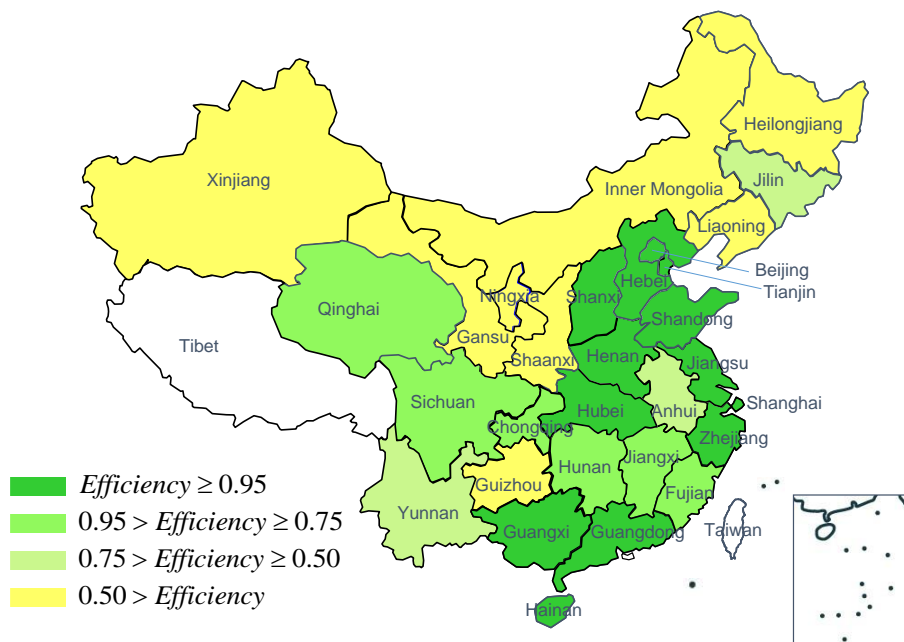 Heilongjiang
Jilin
Xinjiang
Inner Mongolia
Liaoning
Beijing
Tianjin
Hebei
Ningxia
Shanxi
Qinghai
Shandong
Gansu
Tibet
Shaanxi
Henan
Jiangsu
Sichuan
Hubei
Anhui
Shanghai
Chongqing
Zhejiang
Hunan
Jiangxi
Guizhou
Fujian
Yunnan
Guangxi
Guangdong
Taiwan
Hainan
Efficiency ≥ 0.95
0.95 > Efficiency ≥ 0.75
0.75 > Efficiency ≥ 0.50
0.50 > Efficiency